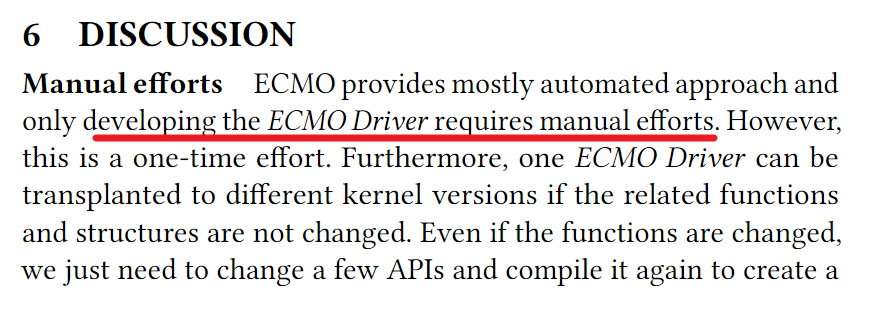 6 DISCUSSION
Manual efforts ECMO provides mostly automated approach and
only developing the ECMO Driver requires manual efforts. However,
this is a one-time effort. Furthermore, one ECMO Driver can be
transplanted to different kernel versions if the related functions
and structures are not changed. Even if the functions are changed,
we just need to change a few APIs and compile it again to create a